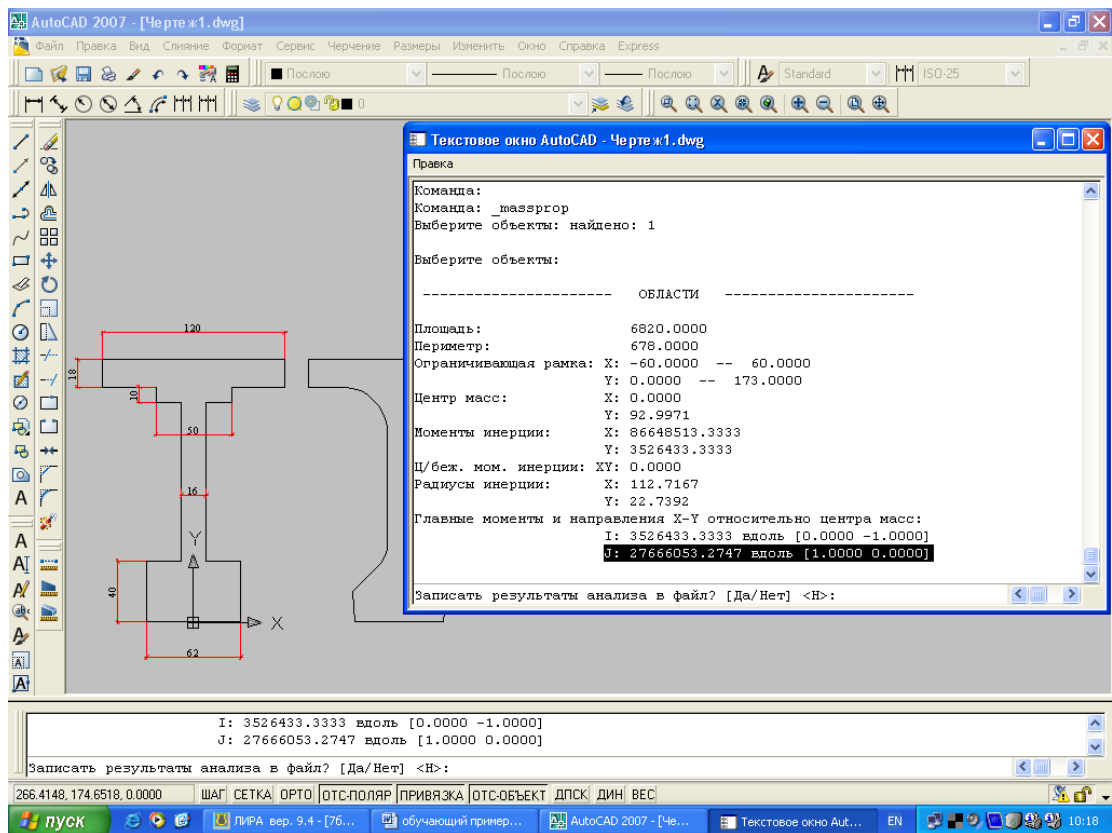 AutoCAD 2007 - [Чертеж1.dwg]
Файл Правка Вид Слияние Формат Сервис Черчение Размеры Изменить Окно Справка Express
Послою Послою Послою Standard ISO-25
0
Текстовое окно AutoCAD - Чертеж1.dwg
Правка
Команда:
Команда: _massprop
Выберите объекты: найдено: 1
Выберите объекты:
---------------------- ОБЛАСТИ ----------------------
Площадь: 6820.0000
Периметр: 678.0000
Ограничивающая рамка: X: -60.0000 -- 60.0000
Y: 0.0000 -- 173.0000
Центр масс: X: 0.0000
Y: 92.9971
Моменты инерции: X: 86648513.3333
Y: 3526433.3333
Ц/беж. мом. инерции: XY: 0.0000
Радиусы инерции: X: 112.7167
Y: 22.7392
Главные моменты и направления X-Y относительно центра масс:
I: 3526433.3333 вдоль [0.0000 -1.0000]
J: 27666053.2747 вдоль [1.0000 0.0000]
Записать результаты анализа в файл? [Да/Нет] <Н>:
120
18
10
50
16
Y
40
X
62
I: 3526433.3333 вдоль [0.0000 -1.0000]
J: 27666053.2747 вдоль [1.0000 0.0000]
Записать результаты анализа в файл? [Да/Нет] <Н>:
266.4148, 174.6518, 0.0000 ШАГ СЕТКА ОРТО ОТС-ПОЛЯР ПРИВЯЗКА ОТС-ОБЪЕКТ ДПСК ДИН ВЕС
пуск ЛИРА вер. 9.4 - [76... обучающий пример... AutoCAD 2007 - [Че... Текстовое окно Aut... EN 10:18